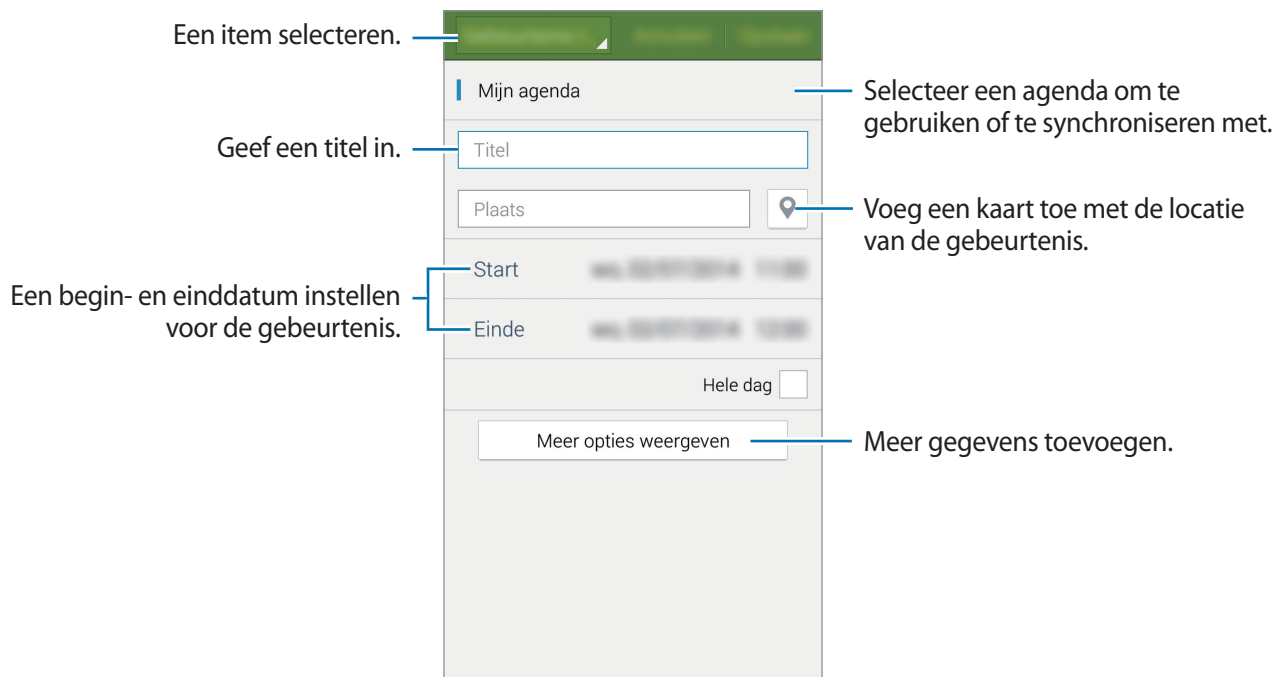 Een item selecteren.
Mijn agenda
Selecteer een agenda om te
gebruiken of te synchroniseren met.
Geef een titel in.
Titel
Plaats
Voeg een kaart toe met de locatie
van de gebeurtenis.
Start
Een begin- en einddatum instellen
voor de gebeurtenis.
Einde
Hele dag
Meer opties weergeven
Meer gegevens toevoegen.